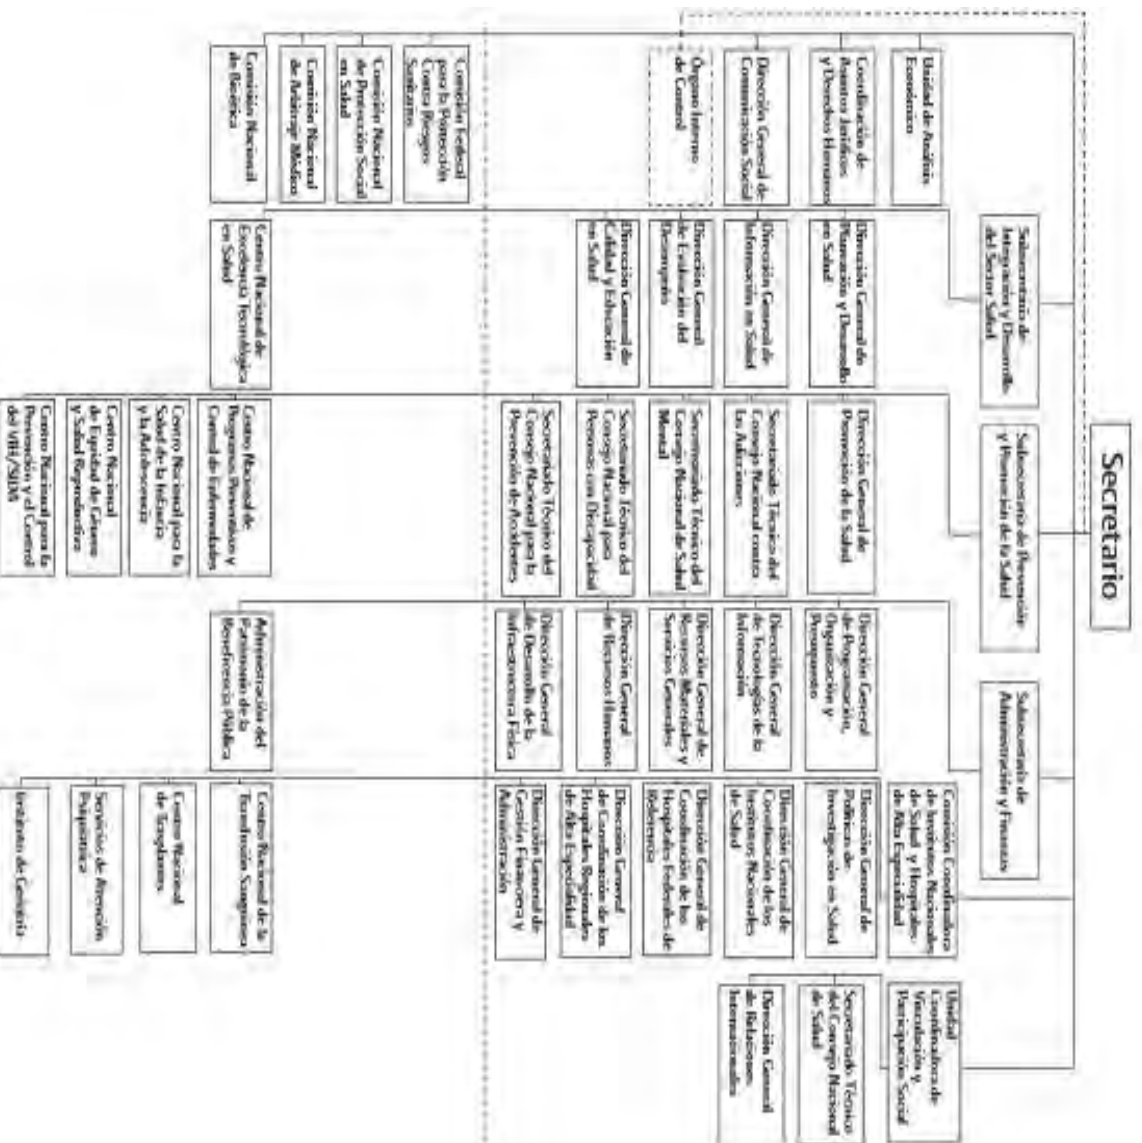 Secretario
Subsecretaría de
Integración y Desarrollo
del Sector Salud
Subsecretaría de Prevención
y Promoción de la Salud
Subsecretaría de
Administración y Finanzas
Unidad de Análisis
Económico
Coordinación de
Asuntos Jurídicos
y Derechos Humanos
Dirección General de
Comunicación Social
Órgano Interno
de Control
Comisión Federal
para la Protección
Contra Riesgos
Sanitarios
Comisión Nacional
de Protección Social
en Salud
Comisión Nacional
de Arbitraje Médico
Comisión Nacional
de Bioética
Dirección General de
Planeación y Desarrollo
en Salud
Dirección General de
Información en Salud
Dirección General
de Evaluación del
Desempeño
Dirección General de
Calidad y Educación
en Salud
Centro Nacional de
Excelencia Tecnológica
en Salud
Dirección General de
Promoción de la Salud
Secretariado Técnico del
Consejo Nacional contra
las Adicciones
Secretariado Técnico del
Consejo Nacional de Salud
Mental
Secretariado Técnico del
Consejo Nacional para
Personas con Discapacidad
Secretariado Técnico del
Consejo Nacional para la
Prevención de Accidentes
Centro Nacional de
Programas Preventivos y
Control de Enfermedades
Centro Nacional para la
Salud de la Infancia
y la Adolescencia
Centro Nacional
de Equidad de Género
y Salud Reproductiva
Centro Nacional para la
Prevención y el Control
del VIH/SIDA
Dirección General
de Programación,
Organización y
Presupuesto
Dirección General
de Tecnologías de la
Información
Dirección General de
Recursos Materiales y
Servicios Generales
Dirección General
de Recursos Humanos
Dirección General
de Desarrollo de la
Infraestructura Física
Administración del
Patrimonio de la
Beneficencia Pública
Comisión Coordinadora
de Institutos Nacionales
de Salud y Hospitales
de Alta Especialidad
Dirección General de
Políticas de
Investigación en Salud
Dirección General de
Coordinación de los
Institutos Nacionales
de Salud
Dirección General de
Coordinación de los
Hospitales Federales de
Referencia
Dirección General
de Coordinación de los
Hospitales Regionales
de Alta Especialidad
Dirección General de
Gestión Financiera y
Administración
Centro Nacional de la
Transfusión Sanguínea
Centro Nacional
de Trasplantes
Servicios de Atención
Psiquiátrica
Instituto de Geriatría
Unidad
Coordinadora de
Vinculación y
Participación Social
Secretariado Técnico
del Consejo Nacional
de Salud
Dirección General
de Relaciones
Internacionales